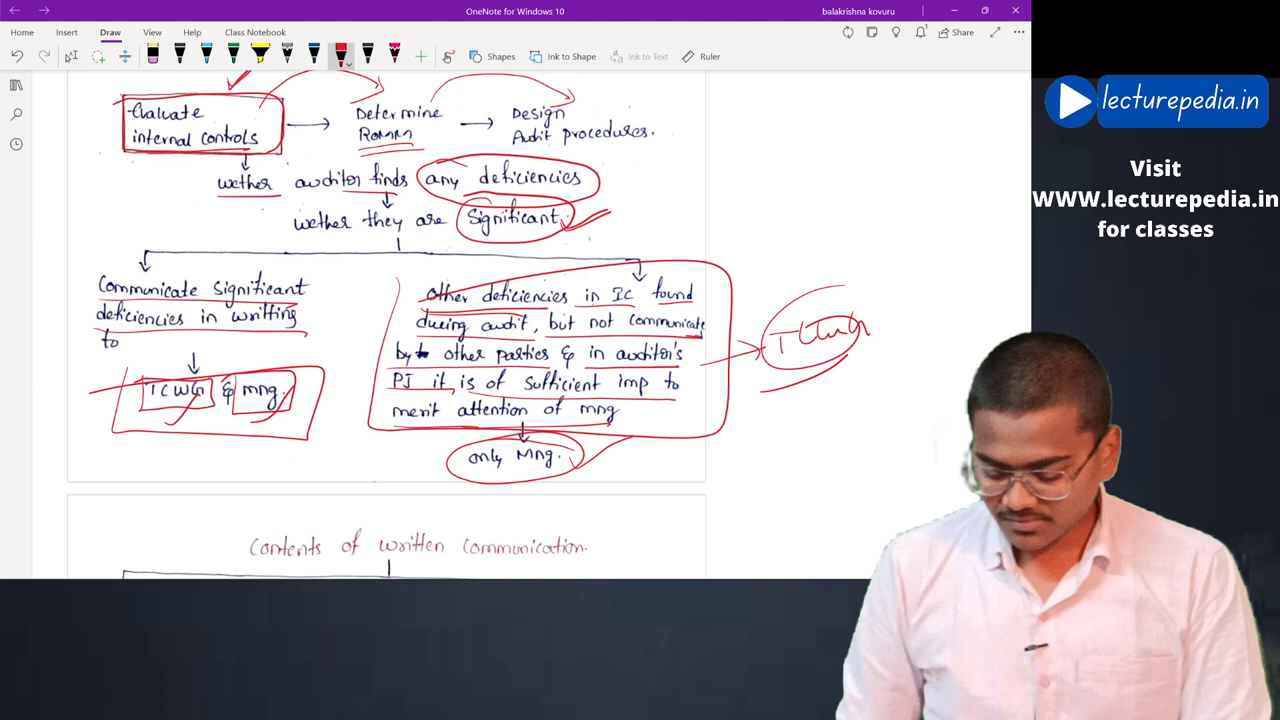 OneNote for Windows 10
balakrishna kovuru
Home Insert Draw View Help Class Notebook
Share
Shapes Ink to Shape Ink to Text Math Ruler
Evaluate
internal controls
Determine
ROMM
Design
Audit procedures.
wether auditor finds any deficiencies
wether they are significant.
Communicate significant
deficiencies in writting
to
TCWG & mng.
Other deficiencies in IC found
during audit, but not communicate
by other parties & in auditor's
PJ it is of sufficient imp to
merit attention of mng
only Mng.
TCWG
Contents of written communication.
lecturepedia.in
Visit
WWW.lecturepedia.in
for classes